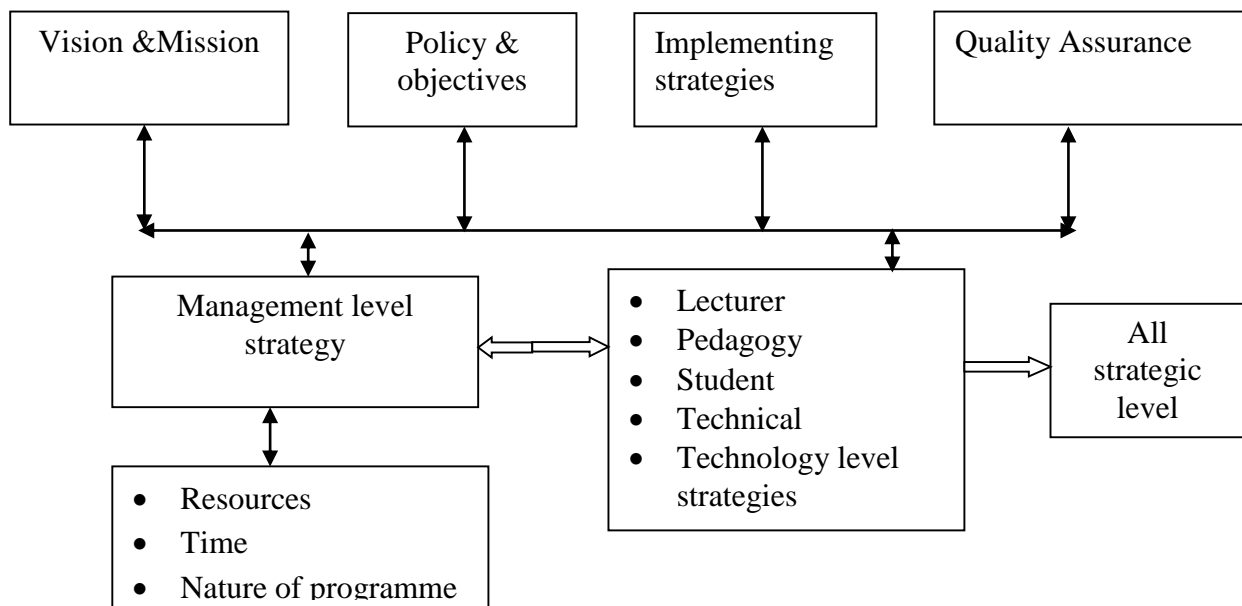 Vision &Mission
Policy &
objectives
Implementing
strategies
Quality Assurance
Management level
strategy
• Lecturer
• Pedagogy
• Student
• Technical
• Technology level
strategies
All
strategic
level
• Resources
• Time
• Nature of programme